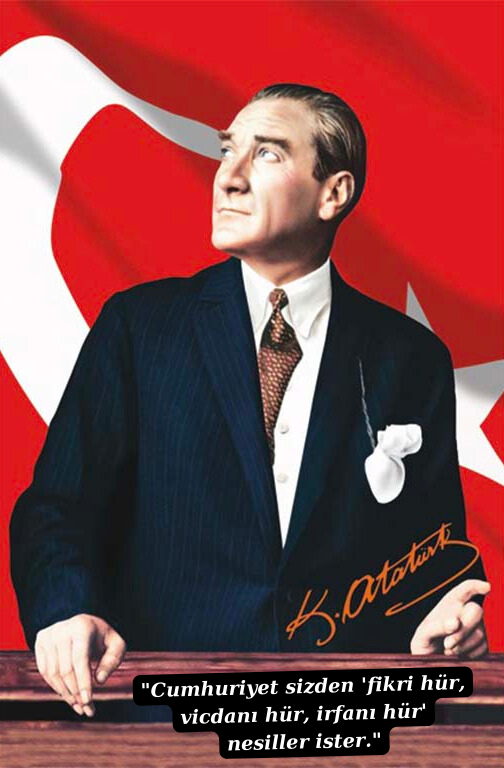 K. Atatürk
"Cumhuriyet sizden 'fikri hür,
vicdanı hür, irfanı hür'
nesiller ister."